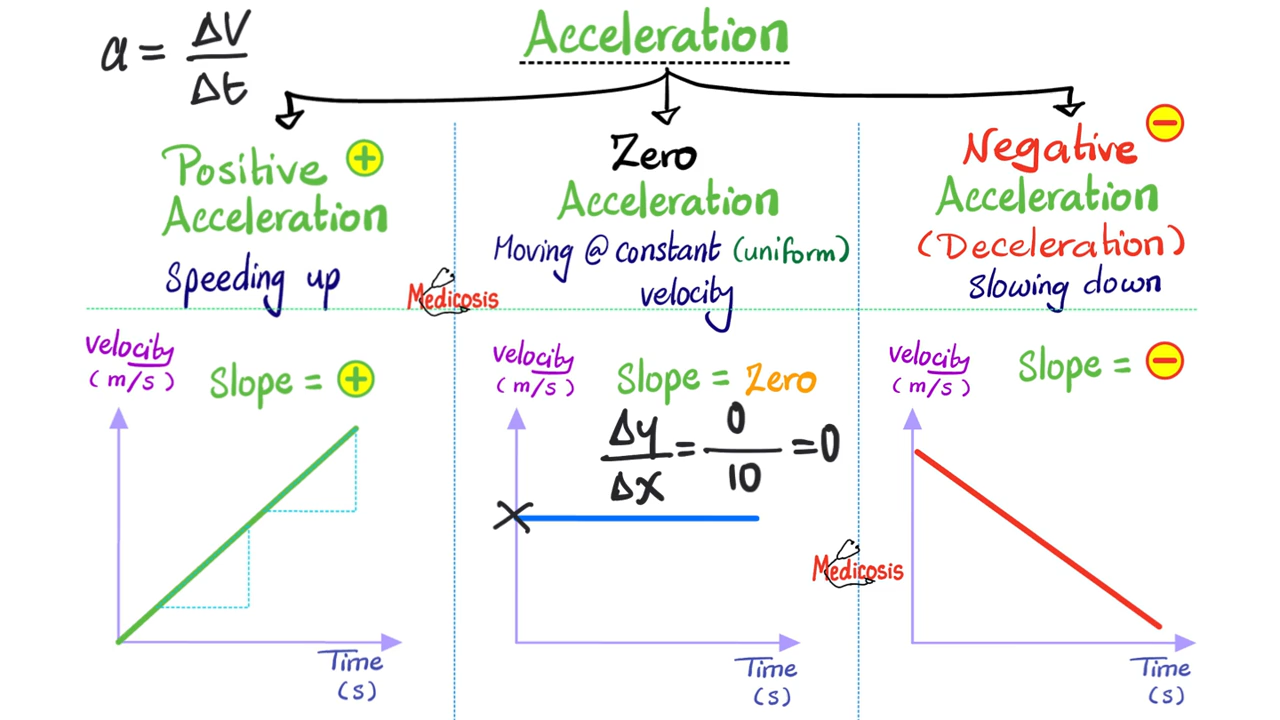 a = ΔV/Δt
Acceleration
Positive +
Acceleration
Speeding up
Zero
Acceleration
Moving @ constant (uniform)
velocity
Negative −
Acceleration
(Deceleration)
Slowing down
Medicosis
velocity
(m/s)
Slope = +
Time
(s)
velocity
(m/s)
Slope = Zero
Δy/Δx = 0/10 = 0
X
Time
(s)
Medicosis
velocity
(m/s)
Slope = −
Time
(s)